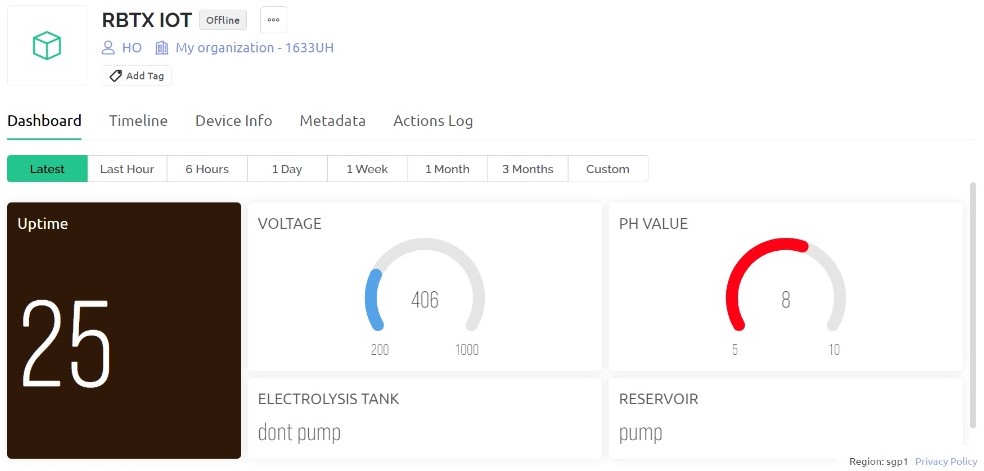 RBTX IOT Offline
HO My organization - 1633UH
Add Tag
Dashboard Timeline Device Info Metadata Actions Log
Latest Last Hour 6 Hours 1 Day 1 Week 1 Month 3 Months Custom
Uptime
25
VOLTAGE
406
200 1000
PH VALUE
8
5 10
ELECTROLYSIS TANK
dont pump
RESERVOIR
pump
Region: sgp1 Privacy Policy